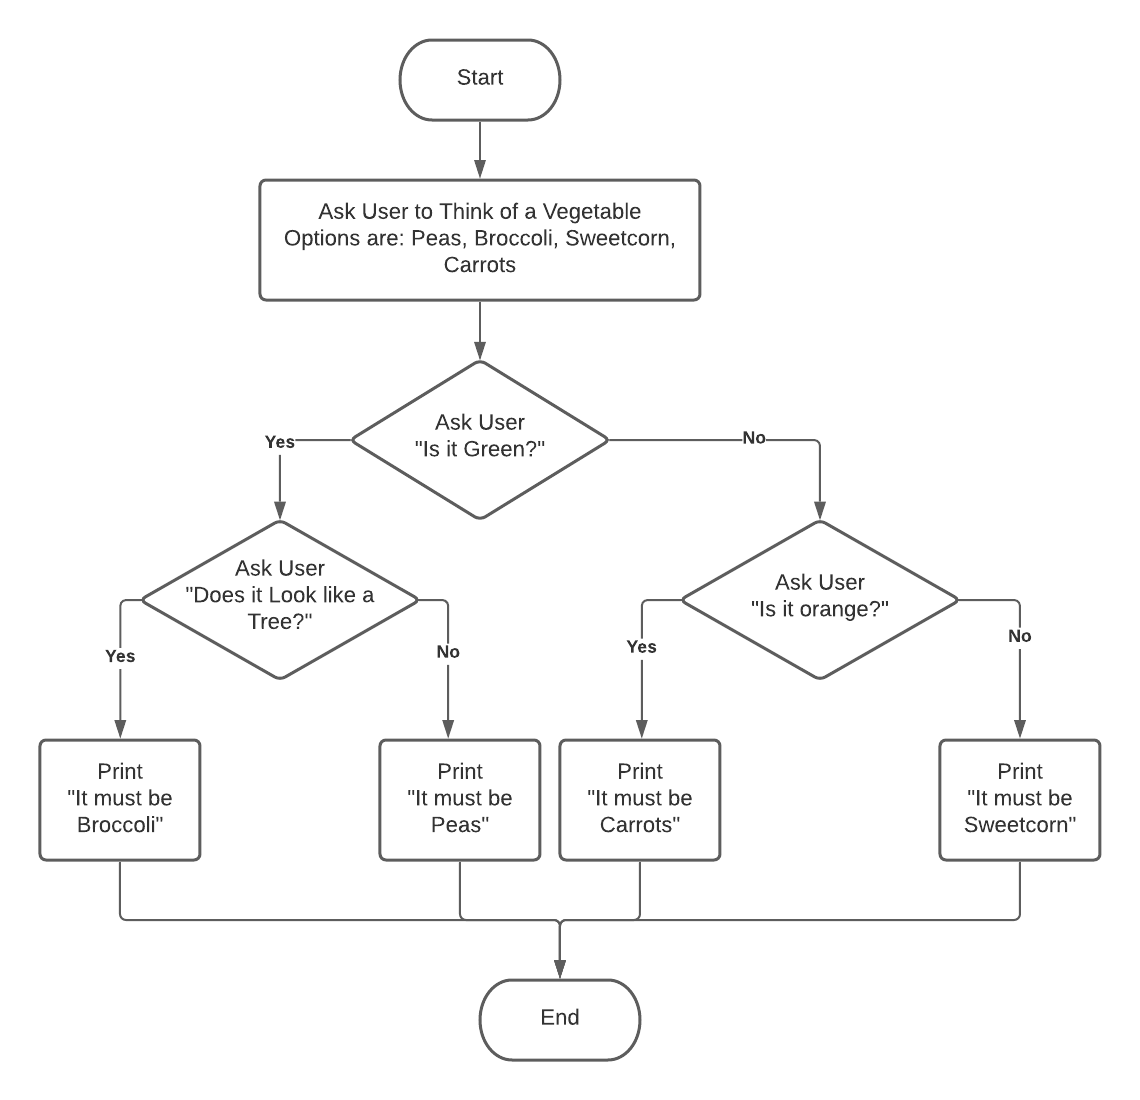 Start
Ask User to Think of a Vegetable
Options are: Peas, Broccoli, Sweetcorn,
Carrots
Ask User
"Is it Green?"
Yes
No
Ask User
"Does it Look like a
Tree?"
Ask User
"Is it orange?"
Yes
No
Yes
No
Print
"It must be
Broccoli"
Print
"It must be
Peas"
Print
"It must be
Carrots"
Print
"It must be
Sweetcorn"
End